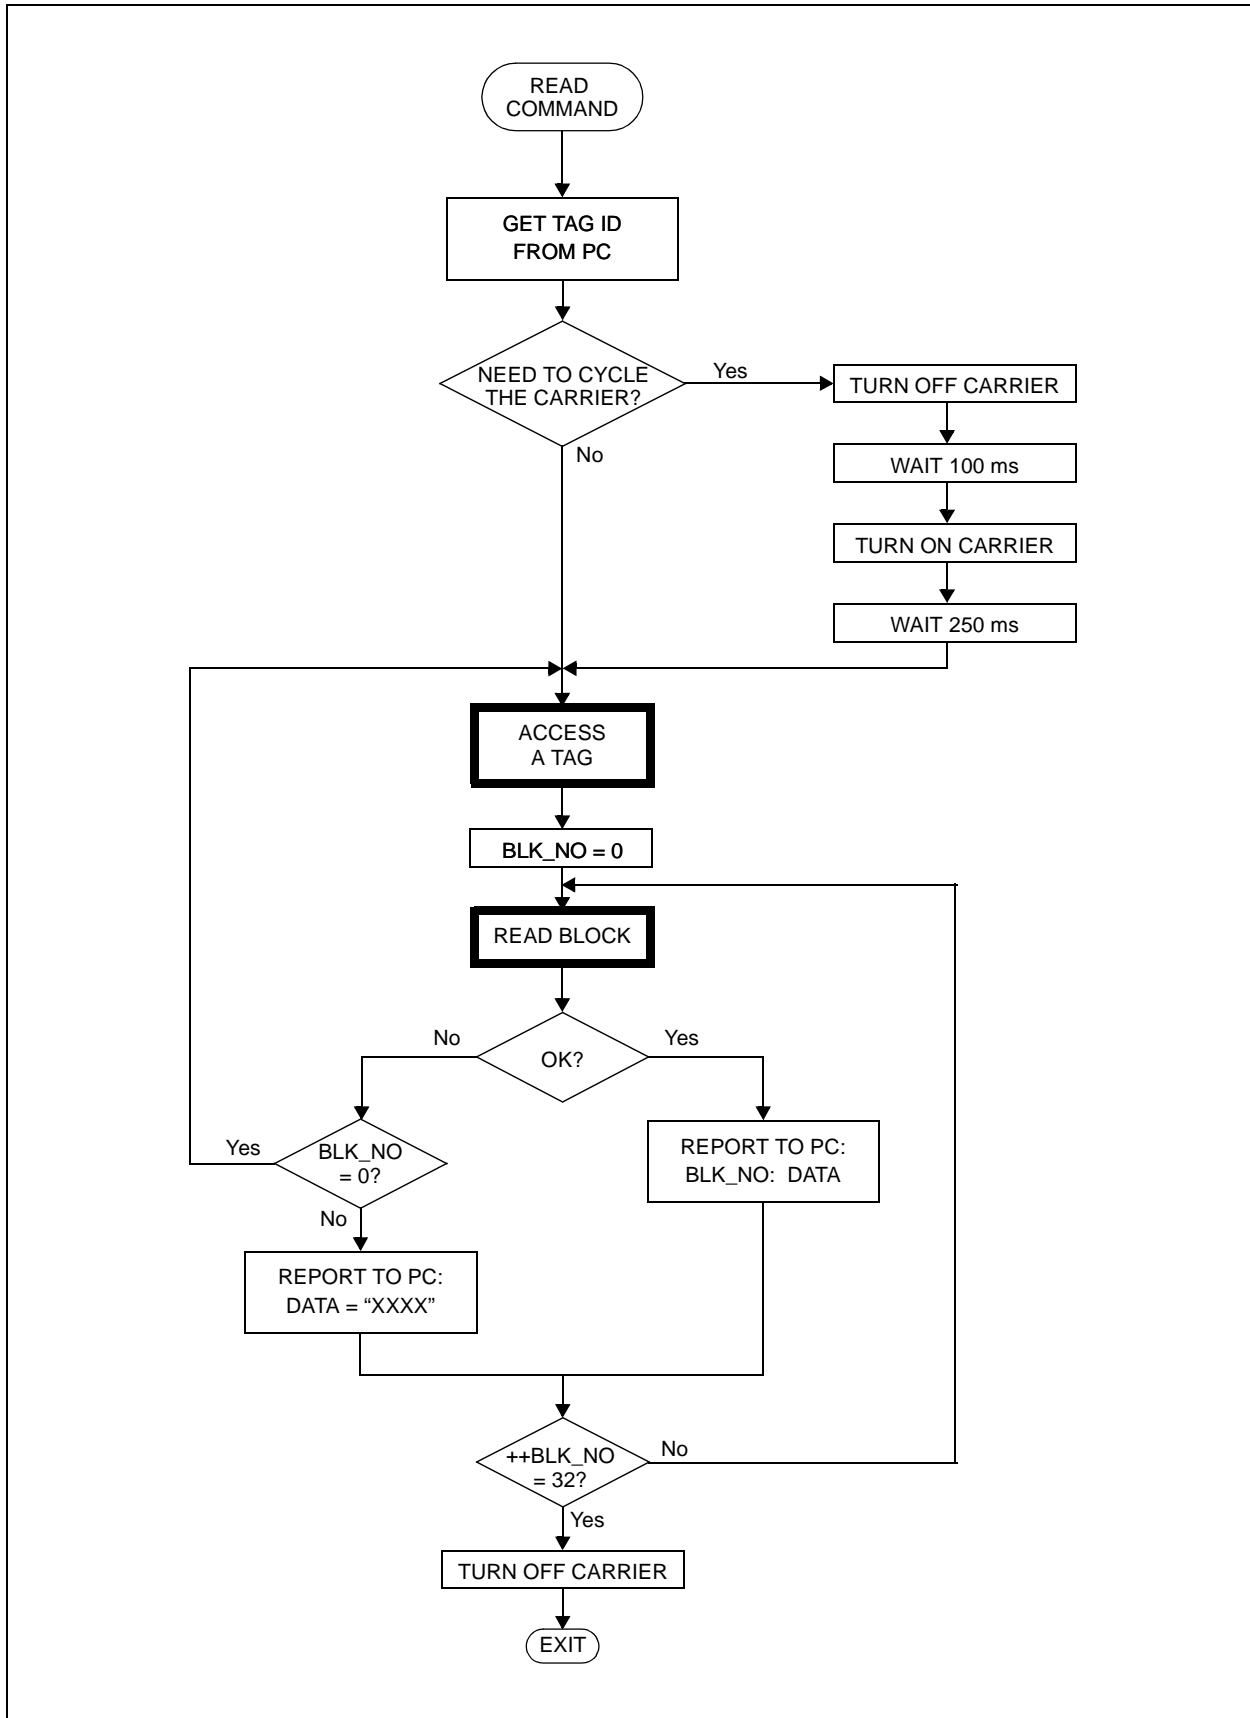 READ
COMMAND
GET TAG ID
FROM PC
NEED TO CYCLE
THE CARRIER?
Yes
TURN OFF CARRIER
No
WAIT 100 ms
TURN ON CARRIER
WAIT 250 ms
ACCESS
A TAG
BLK_NO = 0
READ BLOCK
No
OK?
Yes
Yes
BLK_NO
= 0?
REPORT TO PC:
BLK_NO: DATA
No
REPORT TO PC:
DATA = “XXXX”
++BLK_NO
= 32?
No
Yes
TURN OFF CARRIER
EXIT